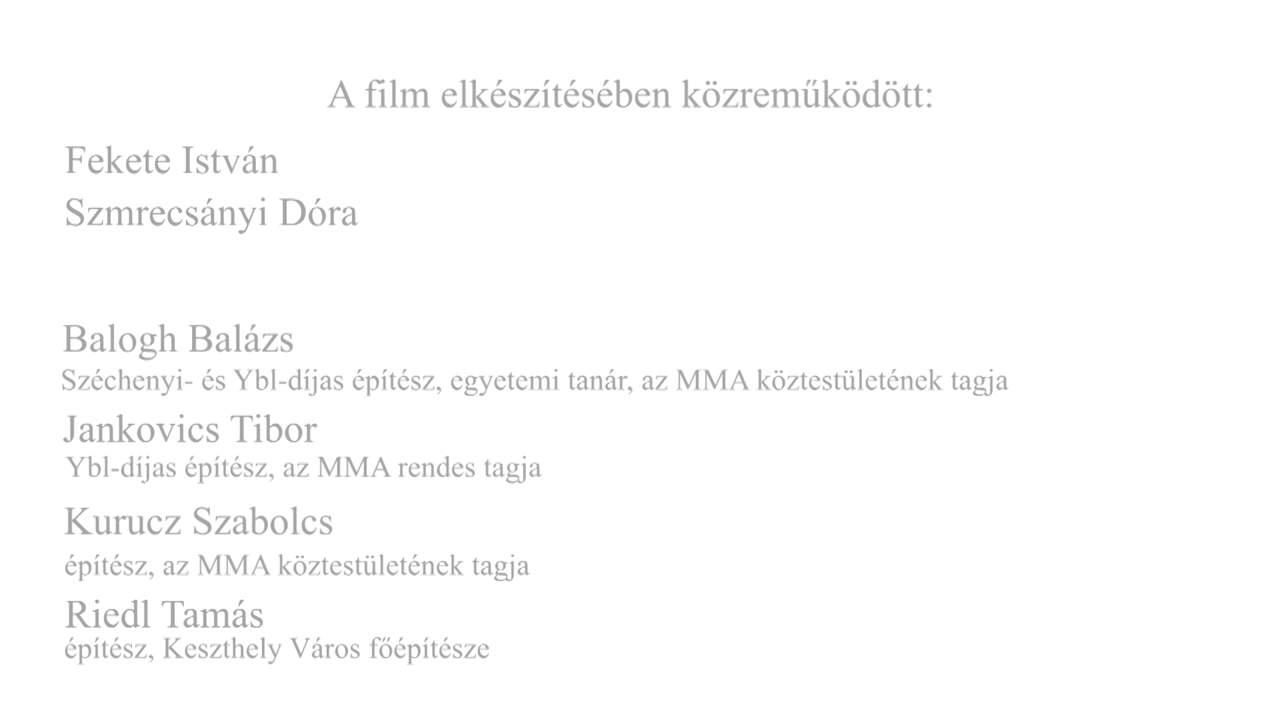 A film elkészítésében közreműködött:
Fekete István
Szmrecsányi Dóra
Balogh Balázs
Széchenyi- és Ybl-díjas építész, egyetemi tanár, az MMA köztestületének tagja
Jankovics Tibor
Ybl-díjas építész, az MMA rendes tagja
Kurucz Szabolcs
építész, az MMA köztestületének tagja
Riedl Tamás
építész, Keszthely Város főépítésze